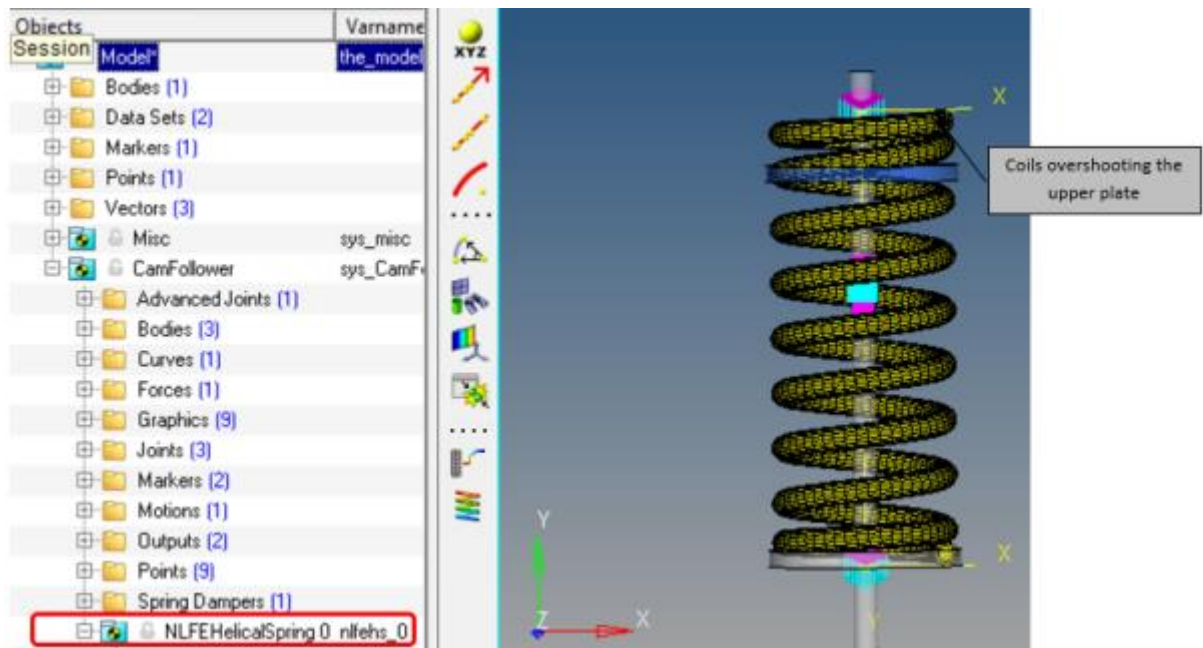 Objects Varname
Session
Model* the_model
Bodies (1)
Data Sets (2)
Markers (1)
Points (1)
Vectors (3)
Misc sys_misc
CamFollower sys_CamF
Advanced Joints (1)
Bodies (3)
Curves (1)
Forces (1)
Graphics (9)
Joints (3)
Markers (2)
Motions (1)
Outputs (2)
Points (9)
Spring Dampers (1)
NLFEHelicalSpring 0 nlfehs_0
XYZ
X
Coils overshooting the
upper plate
X
Y
Y
Z X